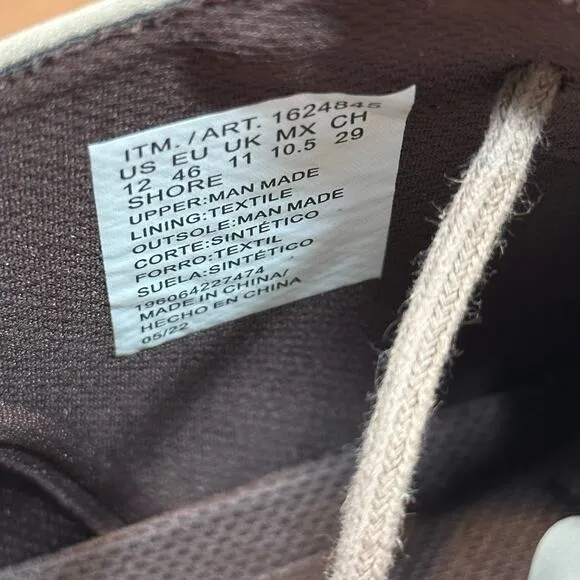 ITM./ART. 1624845
US EU UK MX CH
12 46 11 10.5 29
SHORE
UPPER:MAN MADE
LINING:TEXTILE
OUTSOLE:MAN MADE
CORTE:SINTÉTICO
FORRO:TEXTIL
SUELA:SINTÉTICO
196064227474
MADE IN CHINA/
HECHO EN CHINA
05/22